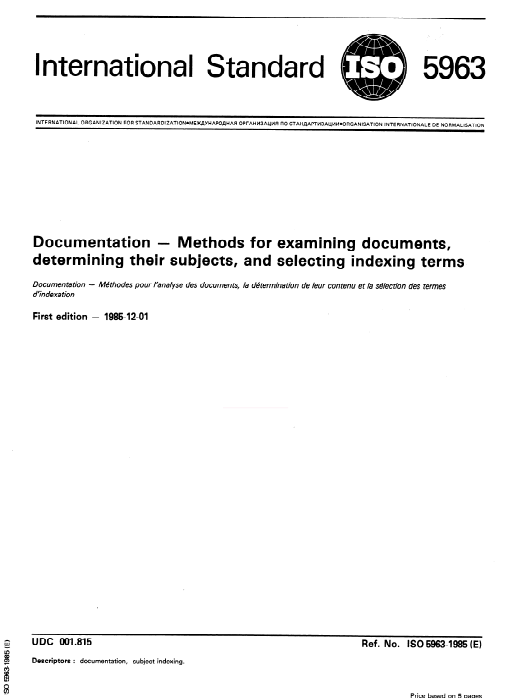 International Standard ISO 5963
INTERNATIONAL ORGANIZATION FOR STANDARDIZATION•МЕЖДУНАРОДНАЯ ОРГАНИЗАЦИЯ ПО СТАНДАРТИЗАЦИИ•ORGANISATION INTERNATIONALE DE NORMALISATION
Documentation — Methods for examining documents,
determining their subjects, and selecting indexing terms
Documentation — Méthodes pour l'analyse des documents, la détermination de leur contenu et la sélection des termes
d'indexation
First edition — 1985-12-01
UDC 001.815
Ref. No. ISO 5963-1985 (E)
Descriptors : documentation, subject indexing.
Price based on 5 pages
ISO 5963-1985 (E)